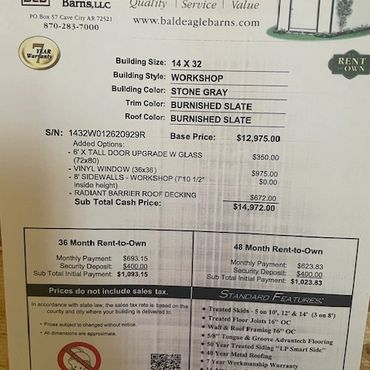 Barns, LLC
PO Box 57 Cave City AR 72521
870-283-7000
Quality | Service | Value
www.baldeaglebarns.com
7 YEAR Warranty
RENT TO OWN
Building Size: 14 X 32
Building Style: WORKSHOP
Building Color: STONE GRAY
Trim Color: BURNISHED SLATE
Roof Color: BURNISHED SLATE
S/N: 1432W012620929R Base Price: $12,975.00
Added Options:
- 6' X TALL DOOR UPGRADE W GLASS $350.00
(72x80)
- VINYL WINDOW (36x36) $975.00
- 8' SIDEWALLS - WORKSHOP (7'10 1/2" $0.00
inside height)
- RADIANT BARRIER ROOF DECKING $672.00
Sub Total Cash Price: $14,972.00
36 Month Rent-to-Own
Monthly Payment: $693.15
Security Deposit: $400.00
Sub Total Initial Payment: $1,093.15
48 Month Rent-to-Own
Monthly Payment: $623.83
Security Deposit: $400.00
Sub Total Initial Payment: $1,023.83
Prices do not include sales tax.
In accordance with state law, the sales tax rate is based on the
county and city where your building is delivered to.
• Prices subject to changed without notice.
• All dimensions are approximate.
STANDARD FEATURES:
• Treated Skids - 5 on 10', 12' & 14' (3 on 8')
• Treated Floor Joists 16" OC
• Wall & Roof Framing 16" OC
• 5/8" Tongue & Groove Advantech Flooring
• 50 Year Treated Siding "LP Smart Side"
• 40 Year Metal Roofing
• 7 Year Workmanship Warranty